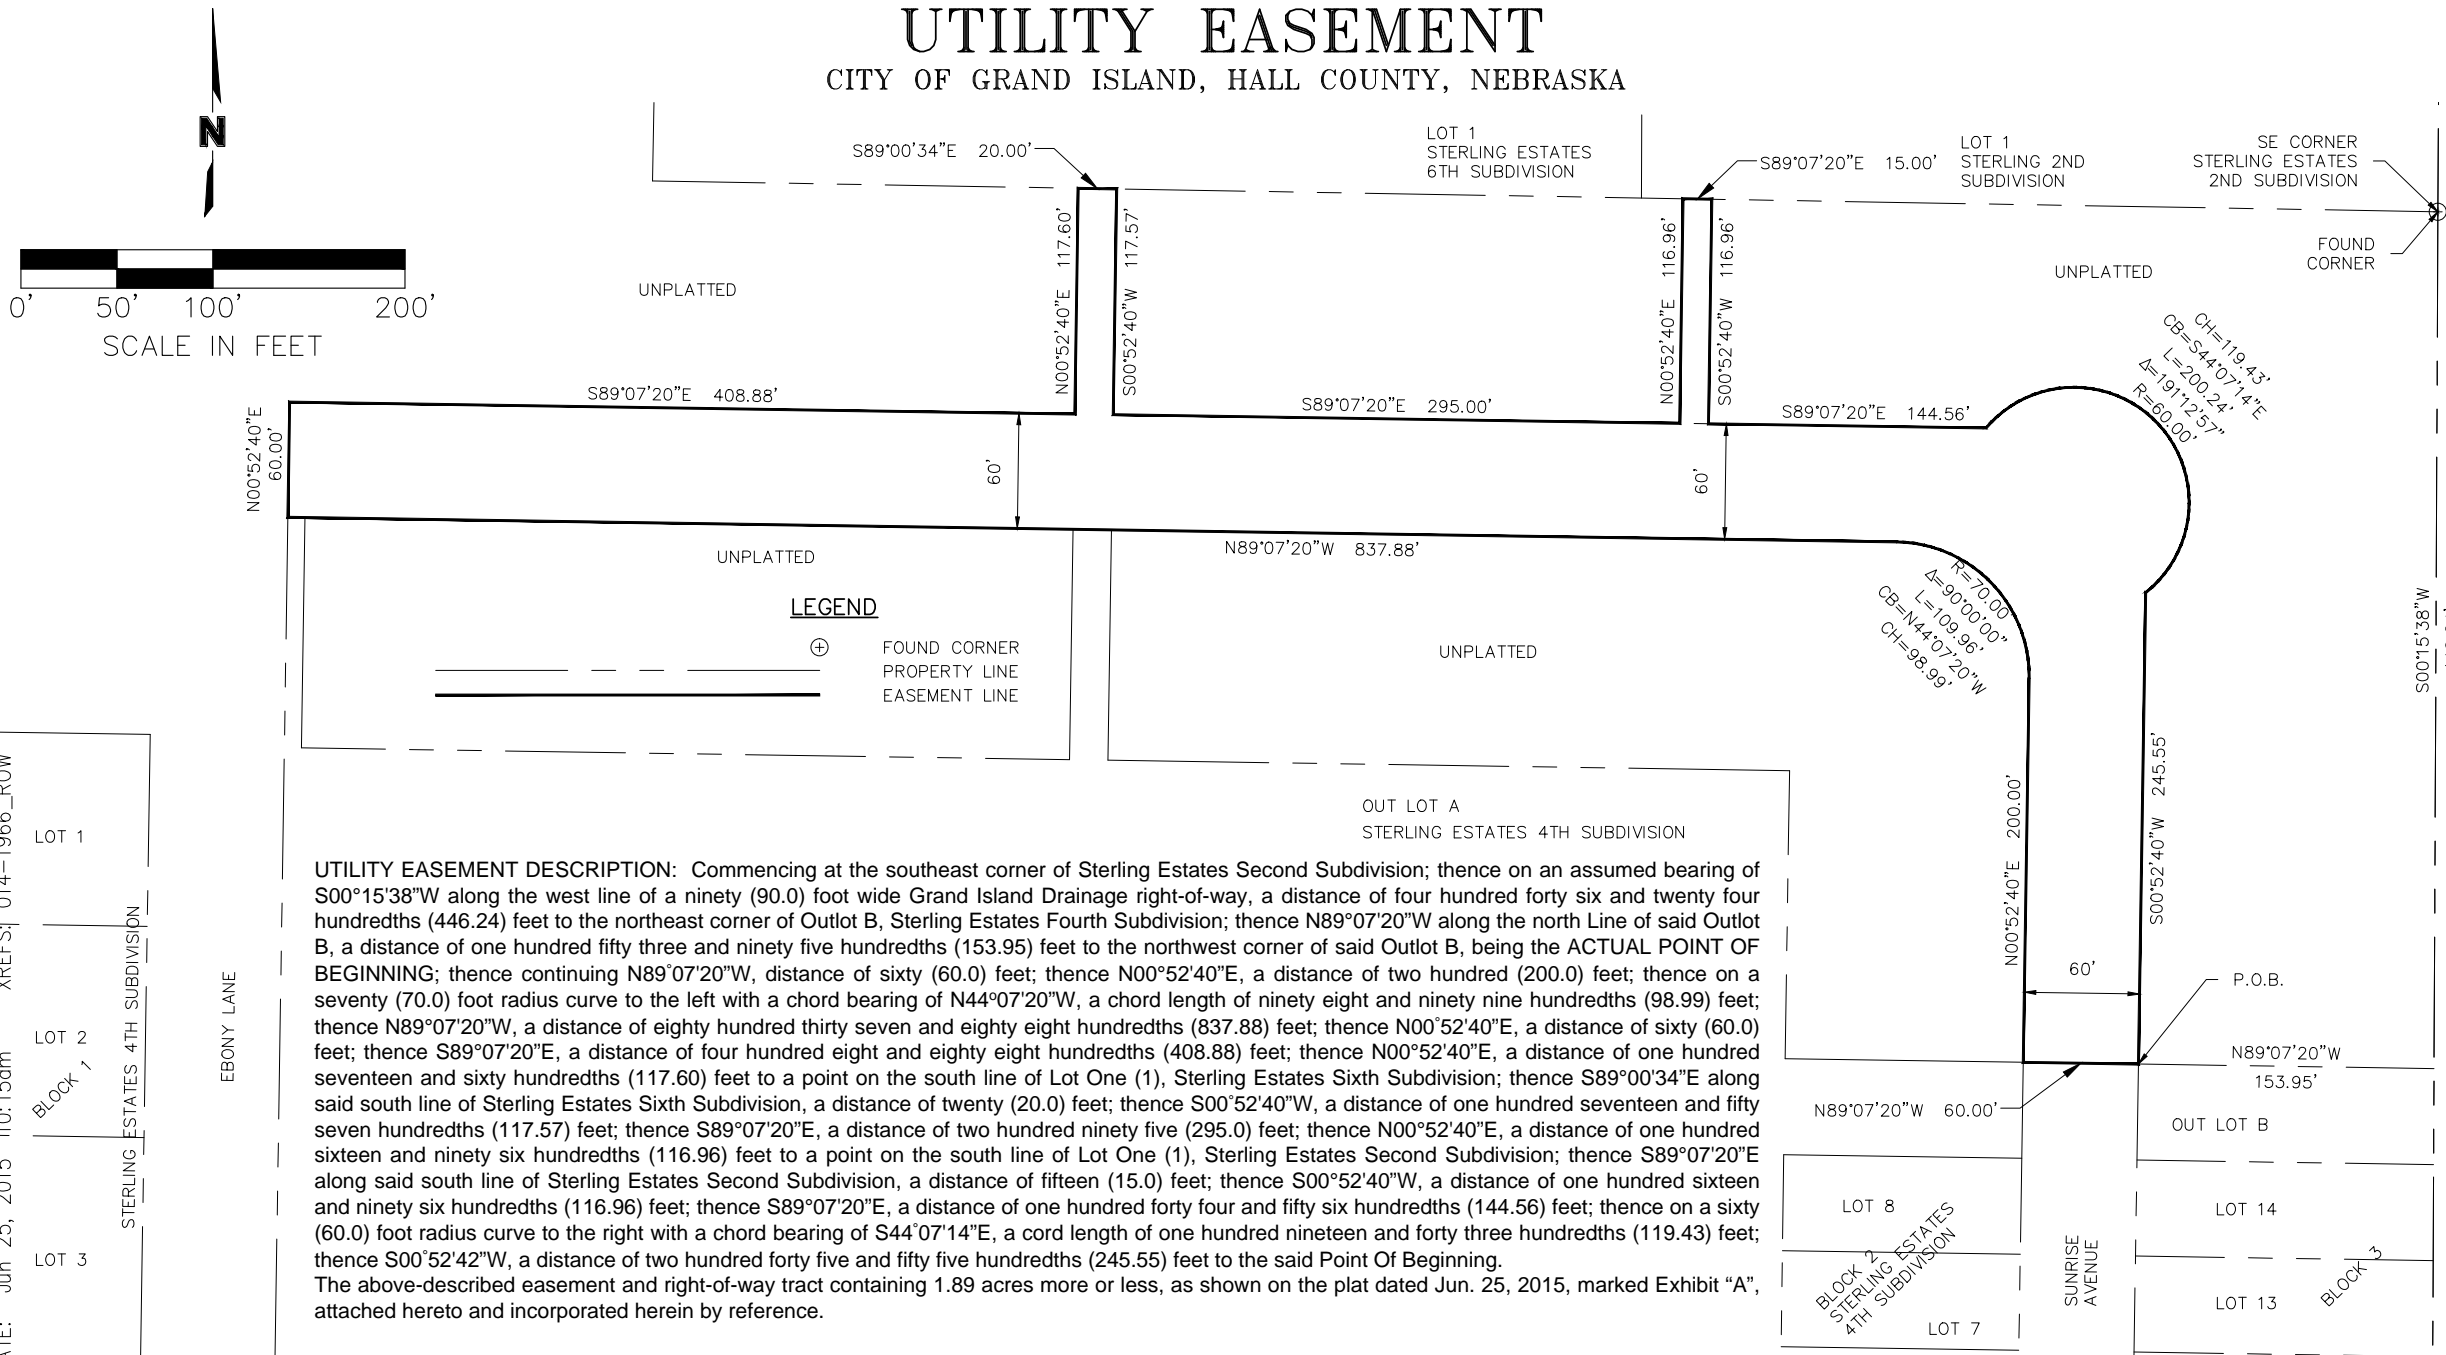 UTILITY EASEMENT
CITY OF GRAND ISLAND, HALL COUNTY, NEBRASKA
N
0' 50' 100' 200'
SCALE IN FEET
S89°00'34"E 20.00'
LOT 1
STERLING ESTATES
6TH SUBDIVISION
S89°07'20"E 15.00'
LOT 1
STERLING 2ND
SUBDIVISION
SE CORNER
STERLING ESTATES
2ND SUBDIVISION
FOUND
CORNER
UNPLATTED
UNPLATTED
N00°52'40"E 117.60'
S00°52'40"W 117.57'
N00°52'40"E 116.96'
S00°52'40"W 116.96'
CH=119.43'
CB=S44°07'14"E
L=200.24'
Δ=191°12'57"
R=60.00'
S89°07'20"E 408.88'
S89°07'20"E 295.00'
S89°07'20"E 144.56'
N00°52'40"E
60.00'
60'
60'
N89°07'20"W 837.88'
UNPLATTED
LEGEND
FOUND CORNER
PROPERTY LINE
EASEMENT LINE
UNPLATTED
R=70.00
Δ=90°00'00"
L=109.96'
CB=N44°07'20"W
CH=98.99'
S00°15'38"W
N00°52'40"E 200.00'
S00°52'40"W 245.55'
60'
P.O.B.
N89°07'20"W
153.95'
N89°07'20"W 60.00'
OUT LOT B
OUT LOT A
STERLING ESTATES 4TH SUBDIVISION
LOT 1
LOT 2
BLOCK 1
LOT 3
STERLING ESTATES 4TH SUBDIVISION
EBONY LANE
Jun 25, 2015 10:15am XREFS: 014-1966_ROW
UTILITY EASEMENT DESCRIPTION: Commencing at the southeast corner of Sterling Estates Second Subdivision; thence on an assumed bearing of
S00°15'38”W along the west line of a ninety (90.0) foot wide Grand Island Drainage right-of-way, a distance of four hundred forty six and twenty four
hundredths (446.24) feet to the northeast corner of Outlot B, Sterling Estates Fourth Subdivision; thence N89°07'20”W along the north Line of said Outlot
B, a distance of one hundred fifty three and ninety five hundredths (153.95) feet to the northwest corner of said Outlot B, being the ACTUAL POINT OF
BEGINNING; thence continuing N89°07'20”W, distance of sixty (60.0) feet; thence N00°52'40”E, a distance of two hundred (200.0) feet; thence on a
seventy (70.0) foot radius curve to the left with a chord bearing of N44º07'20”W, a chord length of ninety eight and ninety nine hundredths (98.99) feet;
thence N89°07'20”W, a distance of eighty hundred thirty seven and eighty eight hundredths (837.88) feet; thence N00°52'40”E, a distance of sixty (60.0)
feet; thence S89°07'20”E, a distance of four hundred eight and eighty eight hundredths (408.88) feet; thence N00°52'40”E, a distance of one hundred
seventeen and sixty hundredths (117.60) feet to a point on the south line of Lot One (1), Sterling Estates Sixth Subdivision; thence S89°00'34”E along
said south line of Sterling Estates Sixth Subdivision, a distance of twenty (20.0) feet; thence S00°52'40”W, a distance of one hundred seventeen and fifty
seven hundredths (117.57) feet; thence S89°07'20”E, a distance of two hundred ninety five (295.0) feet; thence N00°52'40”E, a distance of one hundred
sixteen and ninety six hundredths (116.96) feet to a point on the south line of Lot One (1), Sterling Estates Second Subdivision; thence S89°07'20”E
along said south line of Sterling Estates Second Subdivision, a distance of fifteen (15.0) feet; thence S00°52'40”W, a distance of one hundred sixteen
and ninety six hundredths (116.96) feet; thence S89°07'20”E, a distance of one hundred forty four and fifty six hundredths (144.56) feet; thence on a sixty
(60.0) foot radius curve to the right with a chord bearing of S44°07'14”E, a cord length of one hundred nineteen and forty three hundredths (119.43) feet;
thence S00°52'42”W, a distance of two hundred forty five and fifty five hundredths (245.55) feet to the said Point Of Beginning.
The above-described easement and right-of-way tract containing 1.89 acres more or less, as shown on the plat dated Jun. 25, 2015, marked Exhibit “A”,
attached hereto and incorporated herein by reference.
LOT 8
BLOCK 2
STERLING ESTATES
4TH SUBDIVISION
LOT 7
SUNRISE
AVENUE
LOT 14
LOT 13
BLOCK 3